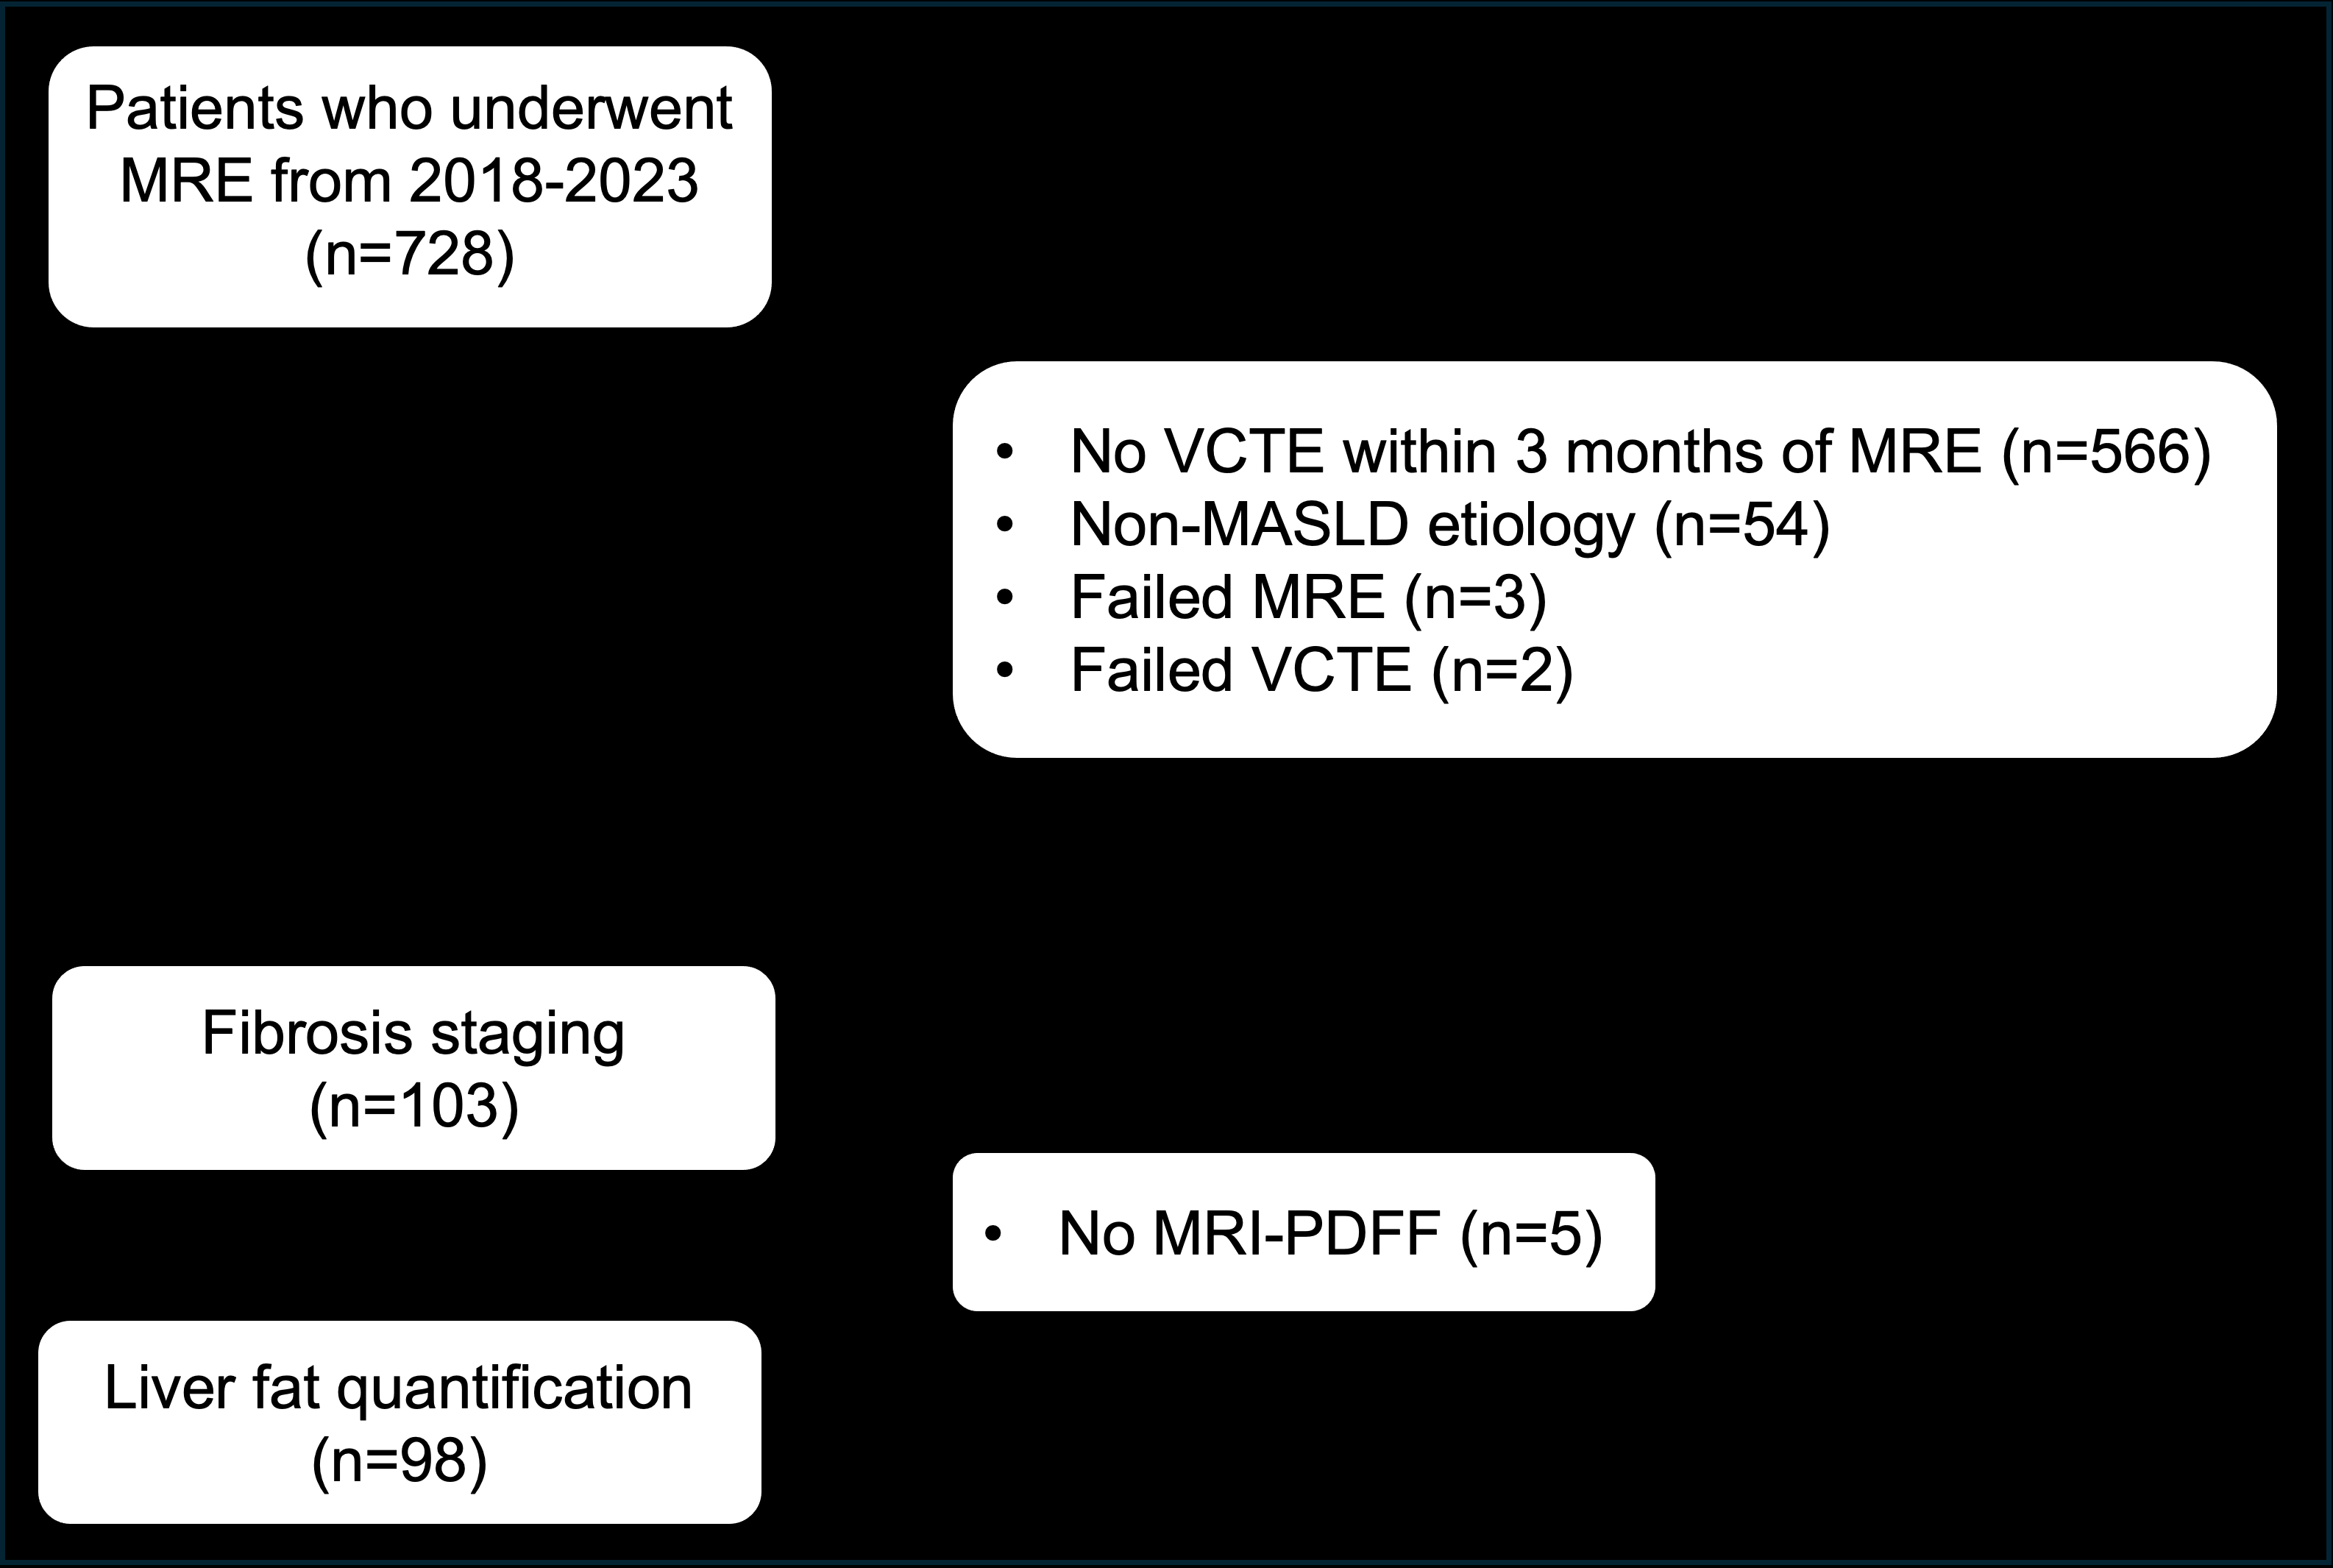 Patients who underwent
MRE from 2018-2023
(n=728)
• No VCTE within 3 months of MRE (n=566)
• Non-MASLD etiology (n=54)
• Failed MRE (n=3)
• Failed VCTE (n=2)
Fibrosis staging
(n=103)
• No MRI-PDFF (n=5)
Liver fat quantification
(n=98)